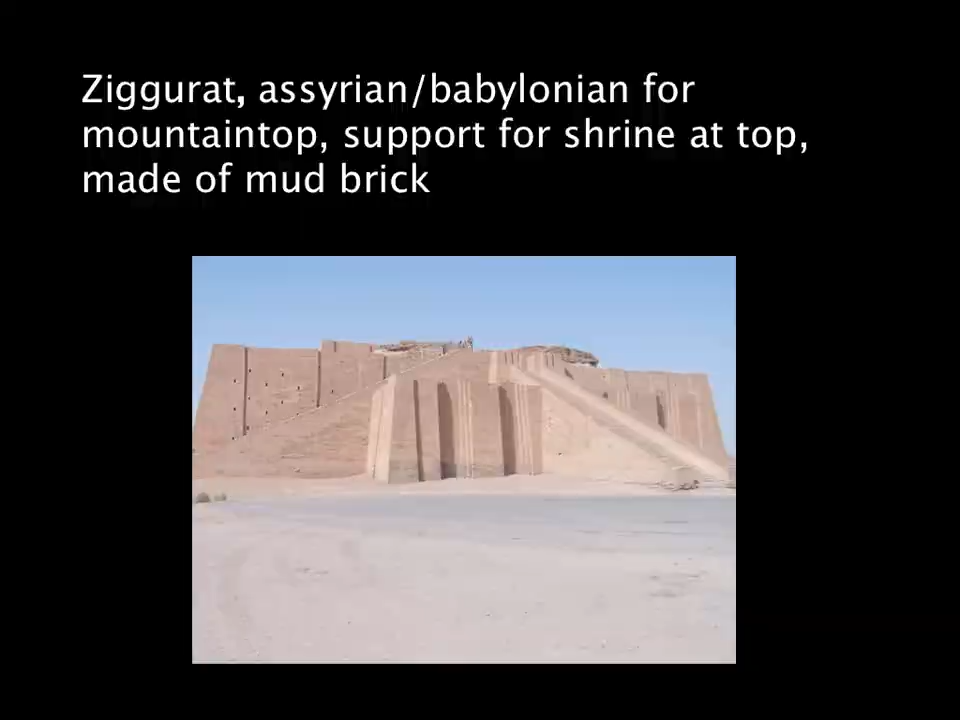 Ziggurat, assyrian/babylonian for
mountaintop, support for shrine at top,
made of mud brick